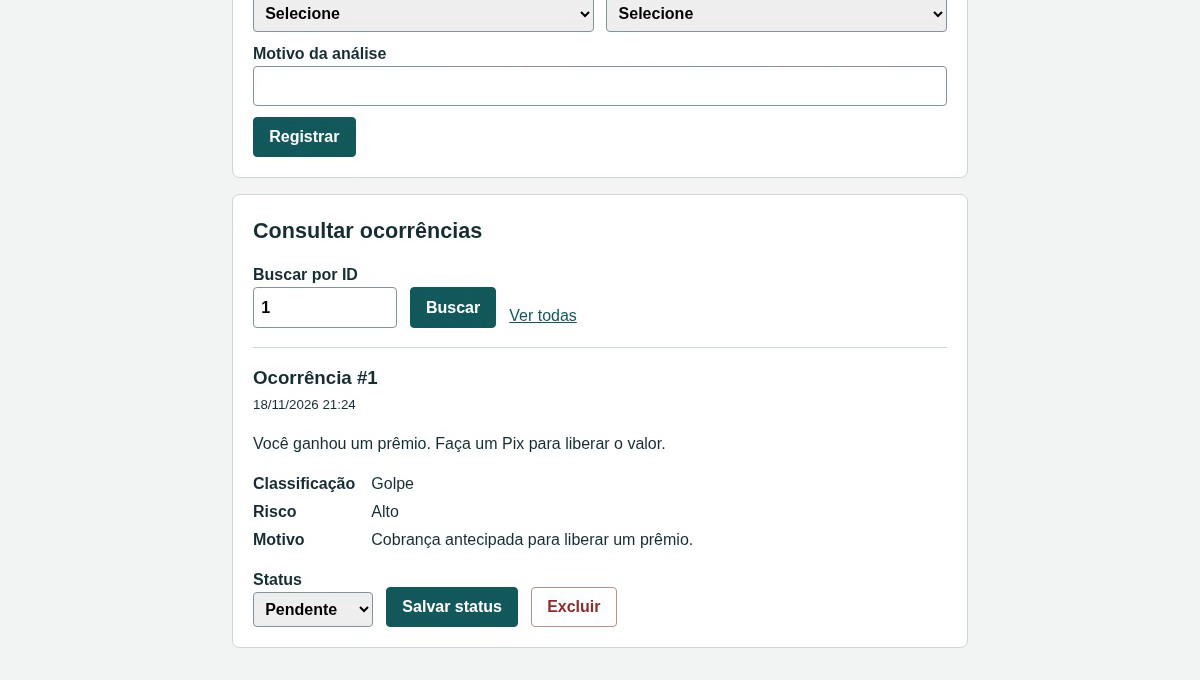 Selecione Selecione
Motivo da análise
Registrar
Consultar ocorrências
Buscar por ID
1 Buscar Ver todas
Ocorrência #1
18/11/2026 21:24
Você ganhou um prêmio. Faça um Pix para liberar o valor.
Classificação Golpe
Risco Alto
Motivo Cobrança antecipada para liberar um prêmio.
Status
Pendente Salvar status Excluir